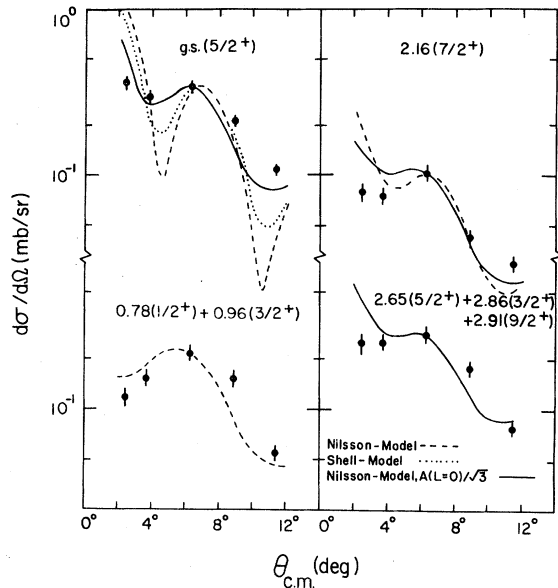 10⁰
g.s.(5/2⁺)
2.16(7/2⁺)
10⁻¹
10⁻¹
dσ/dΩ (mb/sr)
0.78(1/2⁺)+0.96(3/2⁺)
2.65(5/2⁺)+2.86(3/2⁺)
+2.91(9/2⁺)
10⁻¹
Nilsson-Model
Shell-Model
Nilsson-Model, A(L=0)/√3
0° 4° 8° 12° 0° 4° 8° 12°
θc.m. (deg)